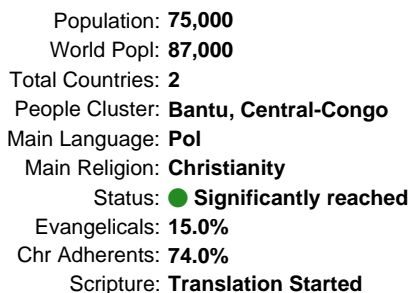 Population: 75,000
World Popl: 87,000
Total Countries: 2
People Cluster: Bantu, Central-Congo
Main Language: Pol
Main Religion: Christianity
Status: Significantly reached
Evangelicals: 15.0%
Chr Adherents: 74.0%
Scripture: Translation Started